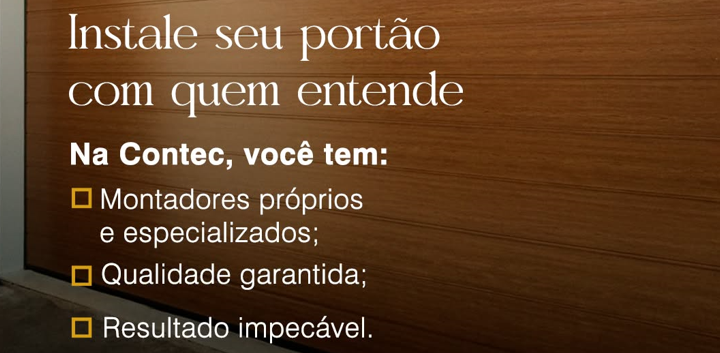 Instale seu portão
com quem entende
Na Contec, você tem:
Montadores próprios
e especializados;
Qualidade garantida;
Resultado impecável.